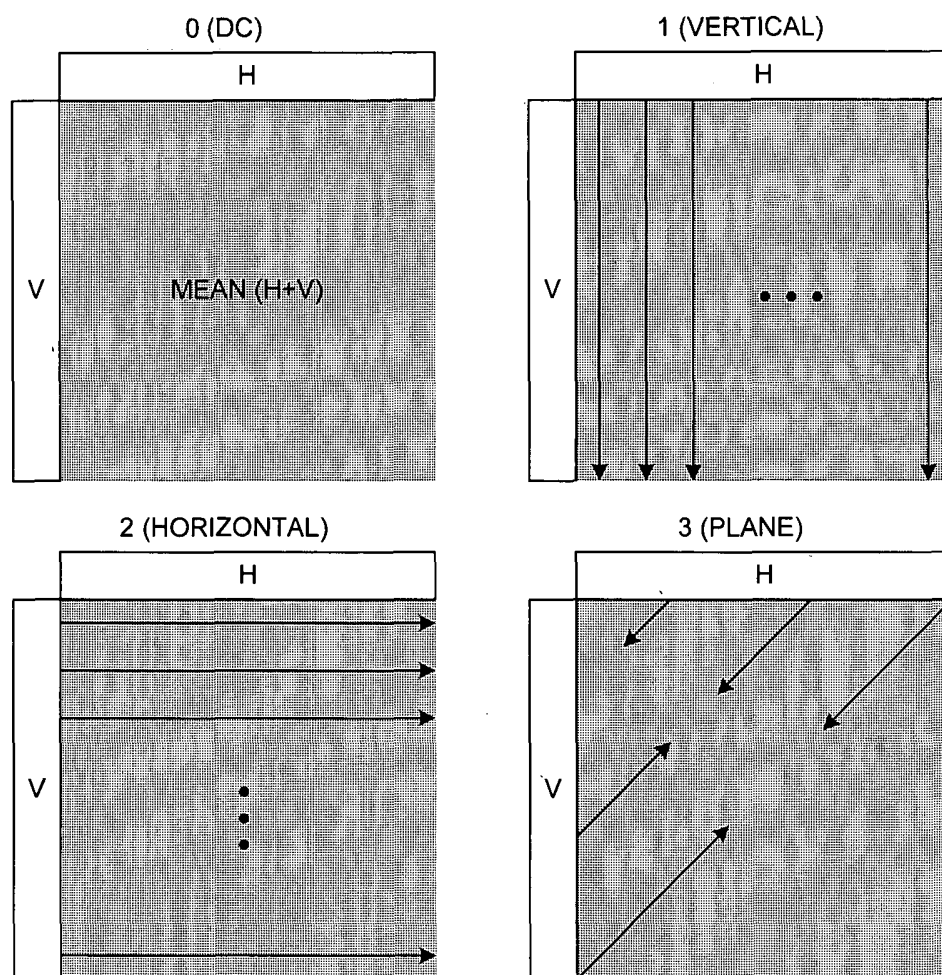 0 (DC)
H
V
MEAN (H+V)
1 (VERTICAL)
H
V
2 (HORIZONTAL)
H
V
3 (PLANE)
H
V